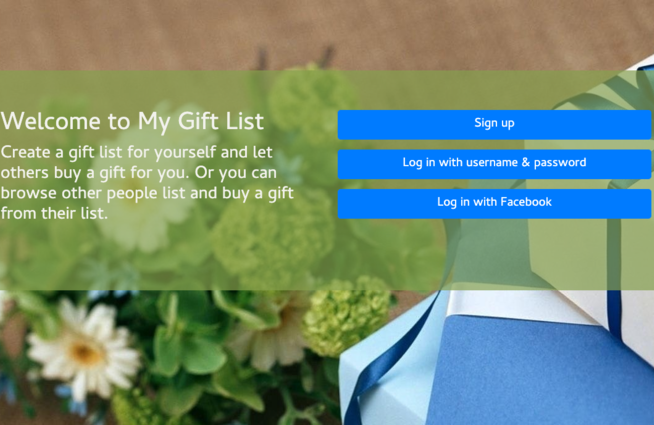 Welcome to My Gift List
Create a gift list for yourself and let
others buy a gift for you. Or you can
browse other people list and buy a gift
from their list.
Sign up
Log in with username & password
Log in with Facebook